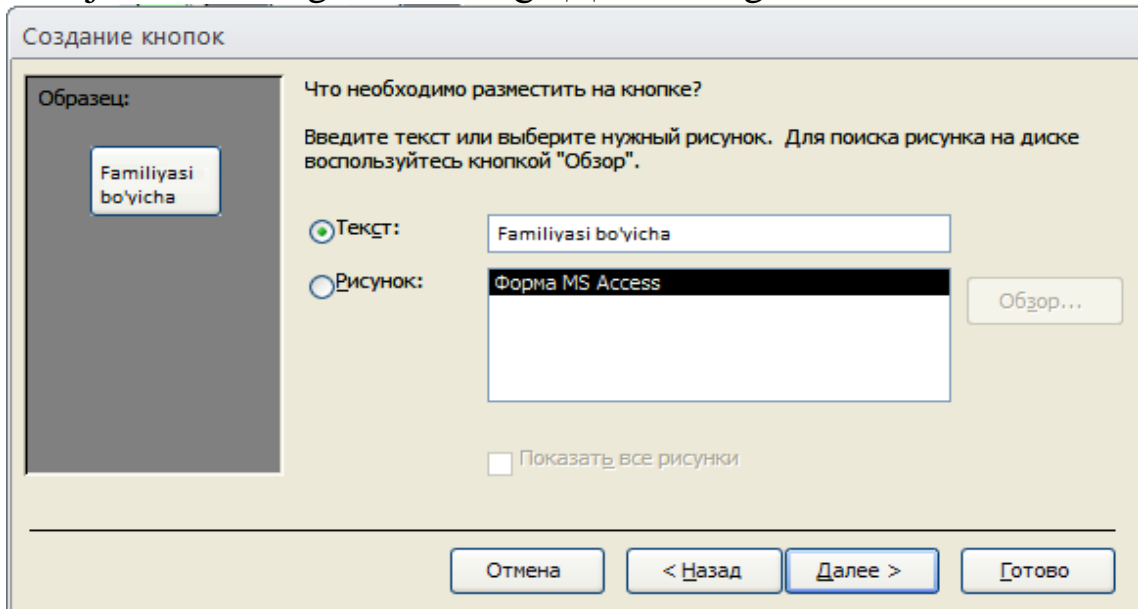 Создание кнопок
Образец:
Familiyasi
bo'yicha
Что необходимо разместить на кнопке?
Введите текст или выберите нужный рисунок. Для поиска рисунка на диске
воспользуйтесь кнопкой "Обзор".
Текст:
Familiyasi bo'yicha
Рисунок:
Форма MS Access
Обзор...
Показать все рисунки
Отмена
< Назад
Далее >
Готово